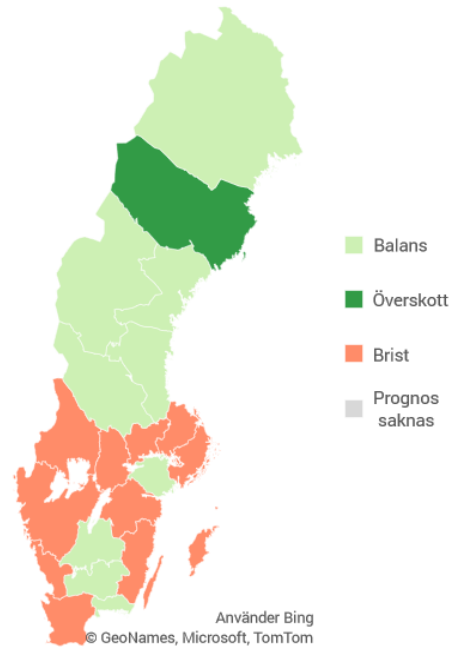 Balans
Överskott
Brist
Prognos
saknas
Använder Bing
© GeoNames, Microsoft, TomTom